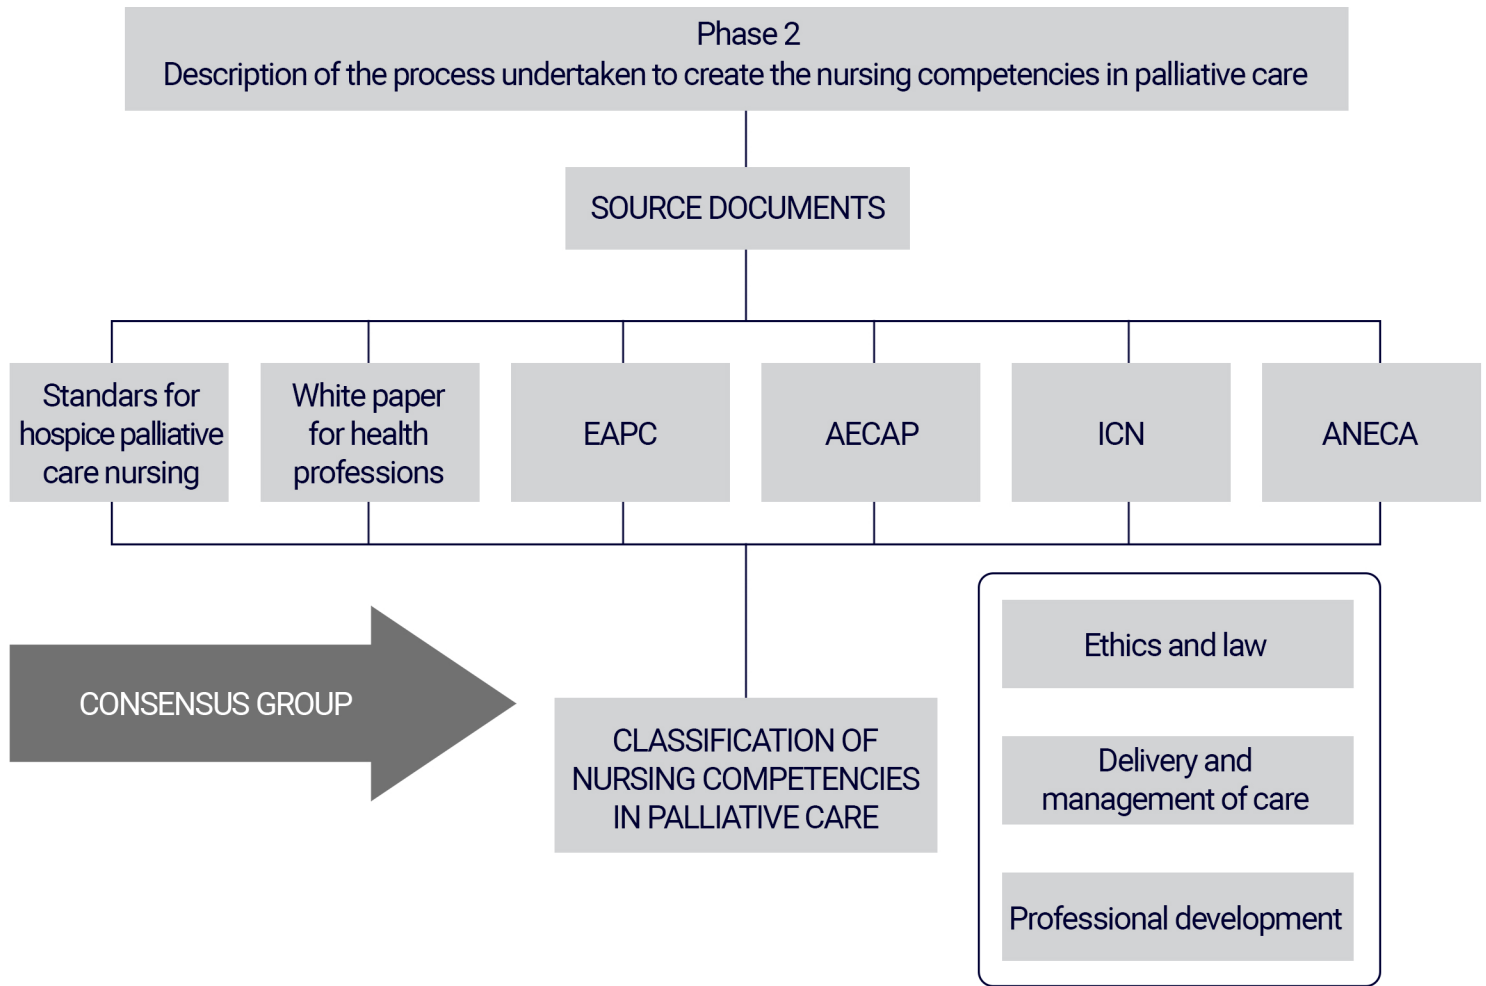 Phase 2
Description of the process undertaken to create the nursing competencies in palliative care
SOURCE DOCUMENTS
Standars for
hospice palliative
care nursing
White paper
for health
professions
EAPC
AECAP
ICN
ANECA
CONSENSUS GROUP
CLASSIFICATION OF
NURSING COMPETENCIES
IN PALLIATIVE CARE
Ethics and law
Delivery and
management of care
Professional development